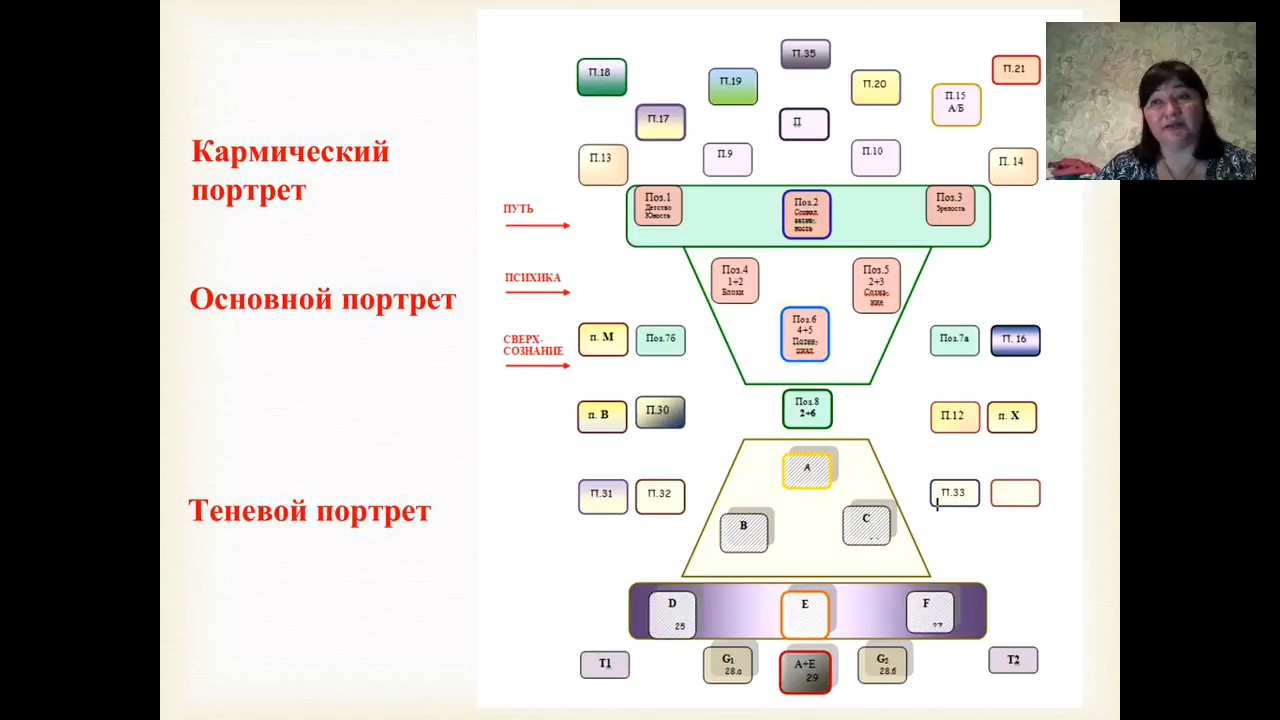 Кармический
портрет
Основной портрет
Теневой портрет
ПУТЬ
ПСИХИКА
СВЕРХ-
СОЗНАНИЕ
П.35
П.18
П.19
П.20
П.21
П.15
А/Б
П.17
П
П.13
П.9
П.10
П. 14
Поз.1
Детство
Юность
Поз.2
Поз.3
Зрелость
Поз.4
1+2
Блоки
Поз.5
2+3
Поз.6
4+5
п. М
Поз.7б
Поз.7а
П. 16
Поз.8
2+6
п. В
П.30
П.12
п. Х
A
П.31
П.32
П.33
B
C
D
25
E
F
27
T1
G1
28.а
A+E
29
G2
28.б
T2